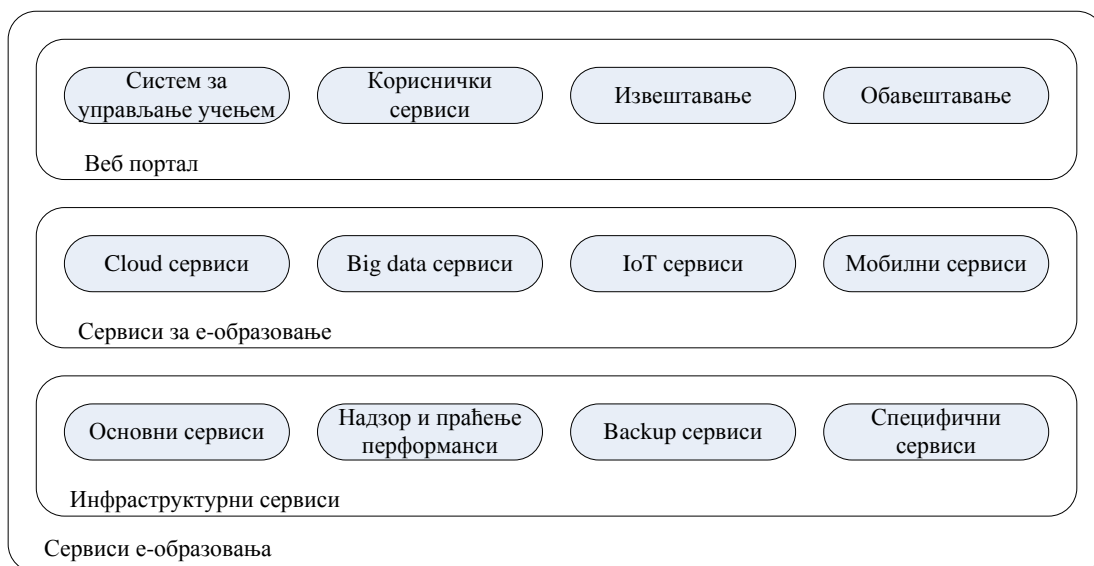 Систем за
управљање учењем
Кориснички
сервиси
Извештавање
Обавештавање
Веб портал
Cloud сервиси
Big data сервиси
IoT сервиси
Мобилни сервиси
Сервиси за е-образовање
Основни сервиси
Надзор и праћење
перформанси
Backup сервиси
Специфични
сервиси
Инфраструктурни сервиси
Сервиси е-образовања